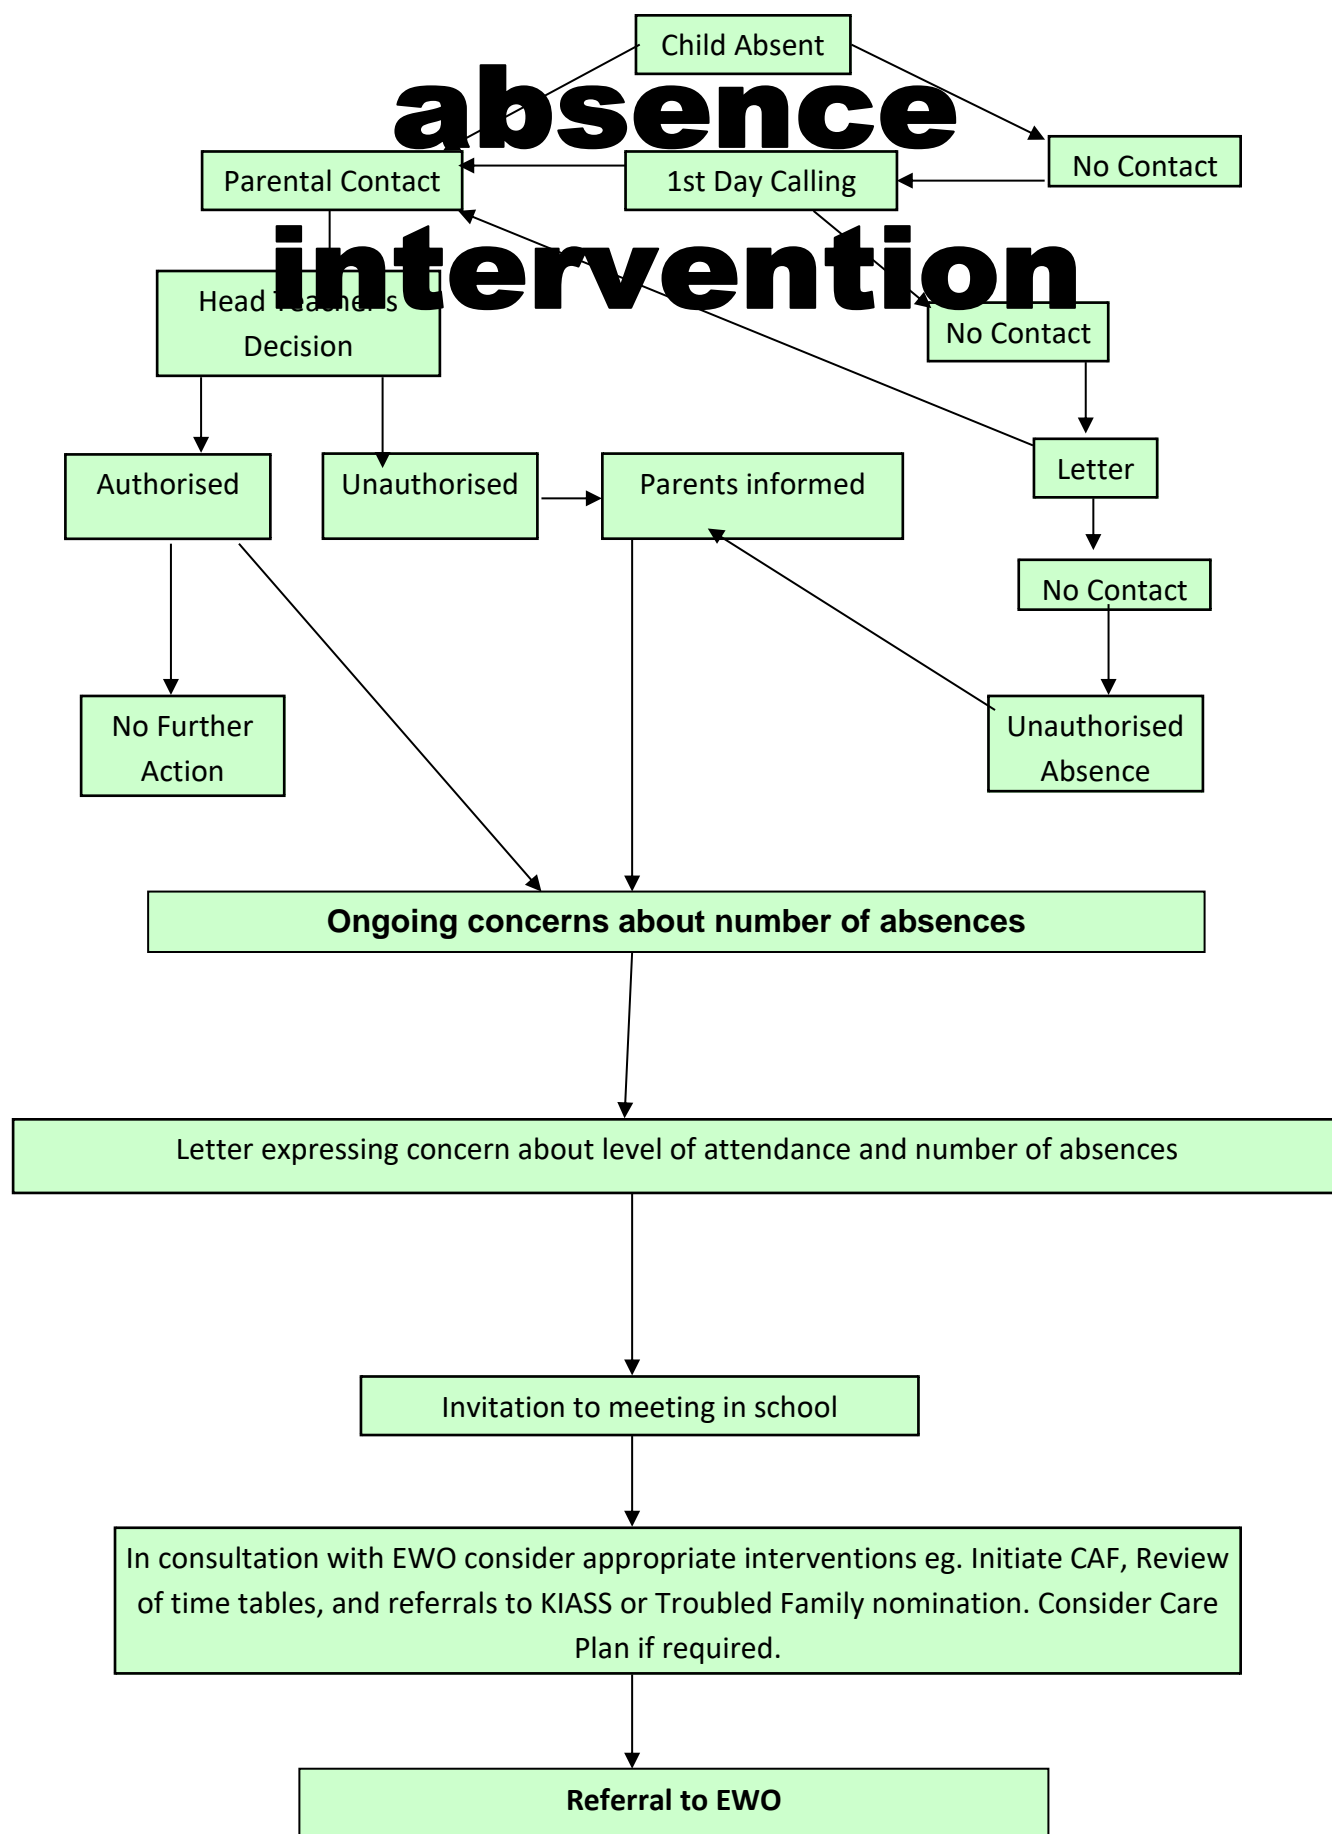 Child Absent
absence
No Contact
Parental Contact
1st Day Calling
intervention
Head Teacher's
Decision
No Contact
Authorised
Unauthorised
Parents informed
Letter
No Contact
No Further
Action
Unauthorised
Absence
Ongoing concerns about number of absences
Letter expressing concern about level of attendance and number of absences
Invitation to meeting in school
In consultation with EWO consider appropriate interventions eg. Initiate CAF, Review
of time tables, and referrals to KIASS or Troubled Family nomination. Consider Care
Plan if required.
Referral to EWO